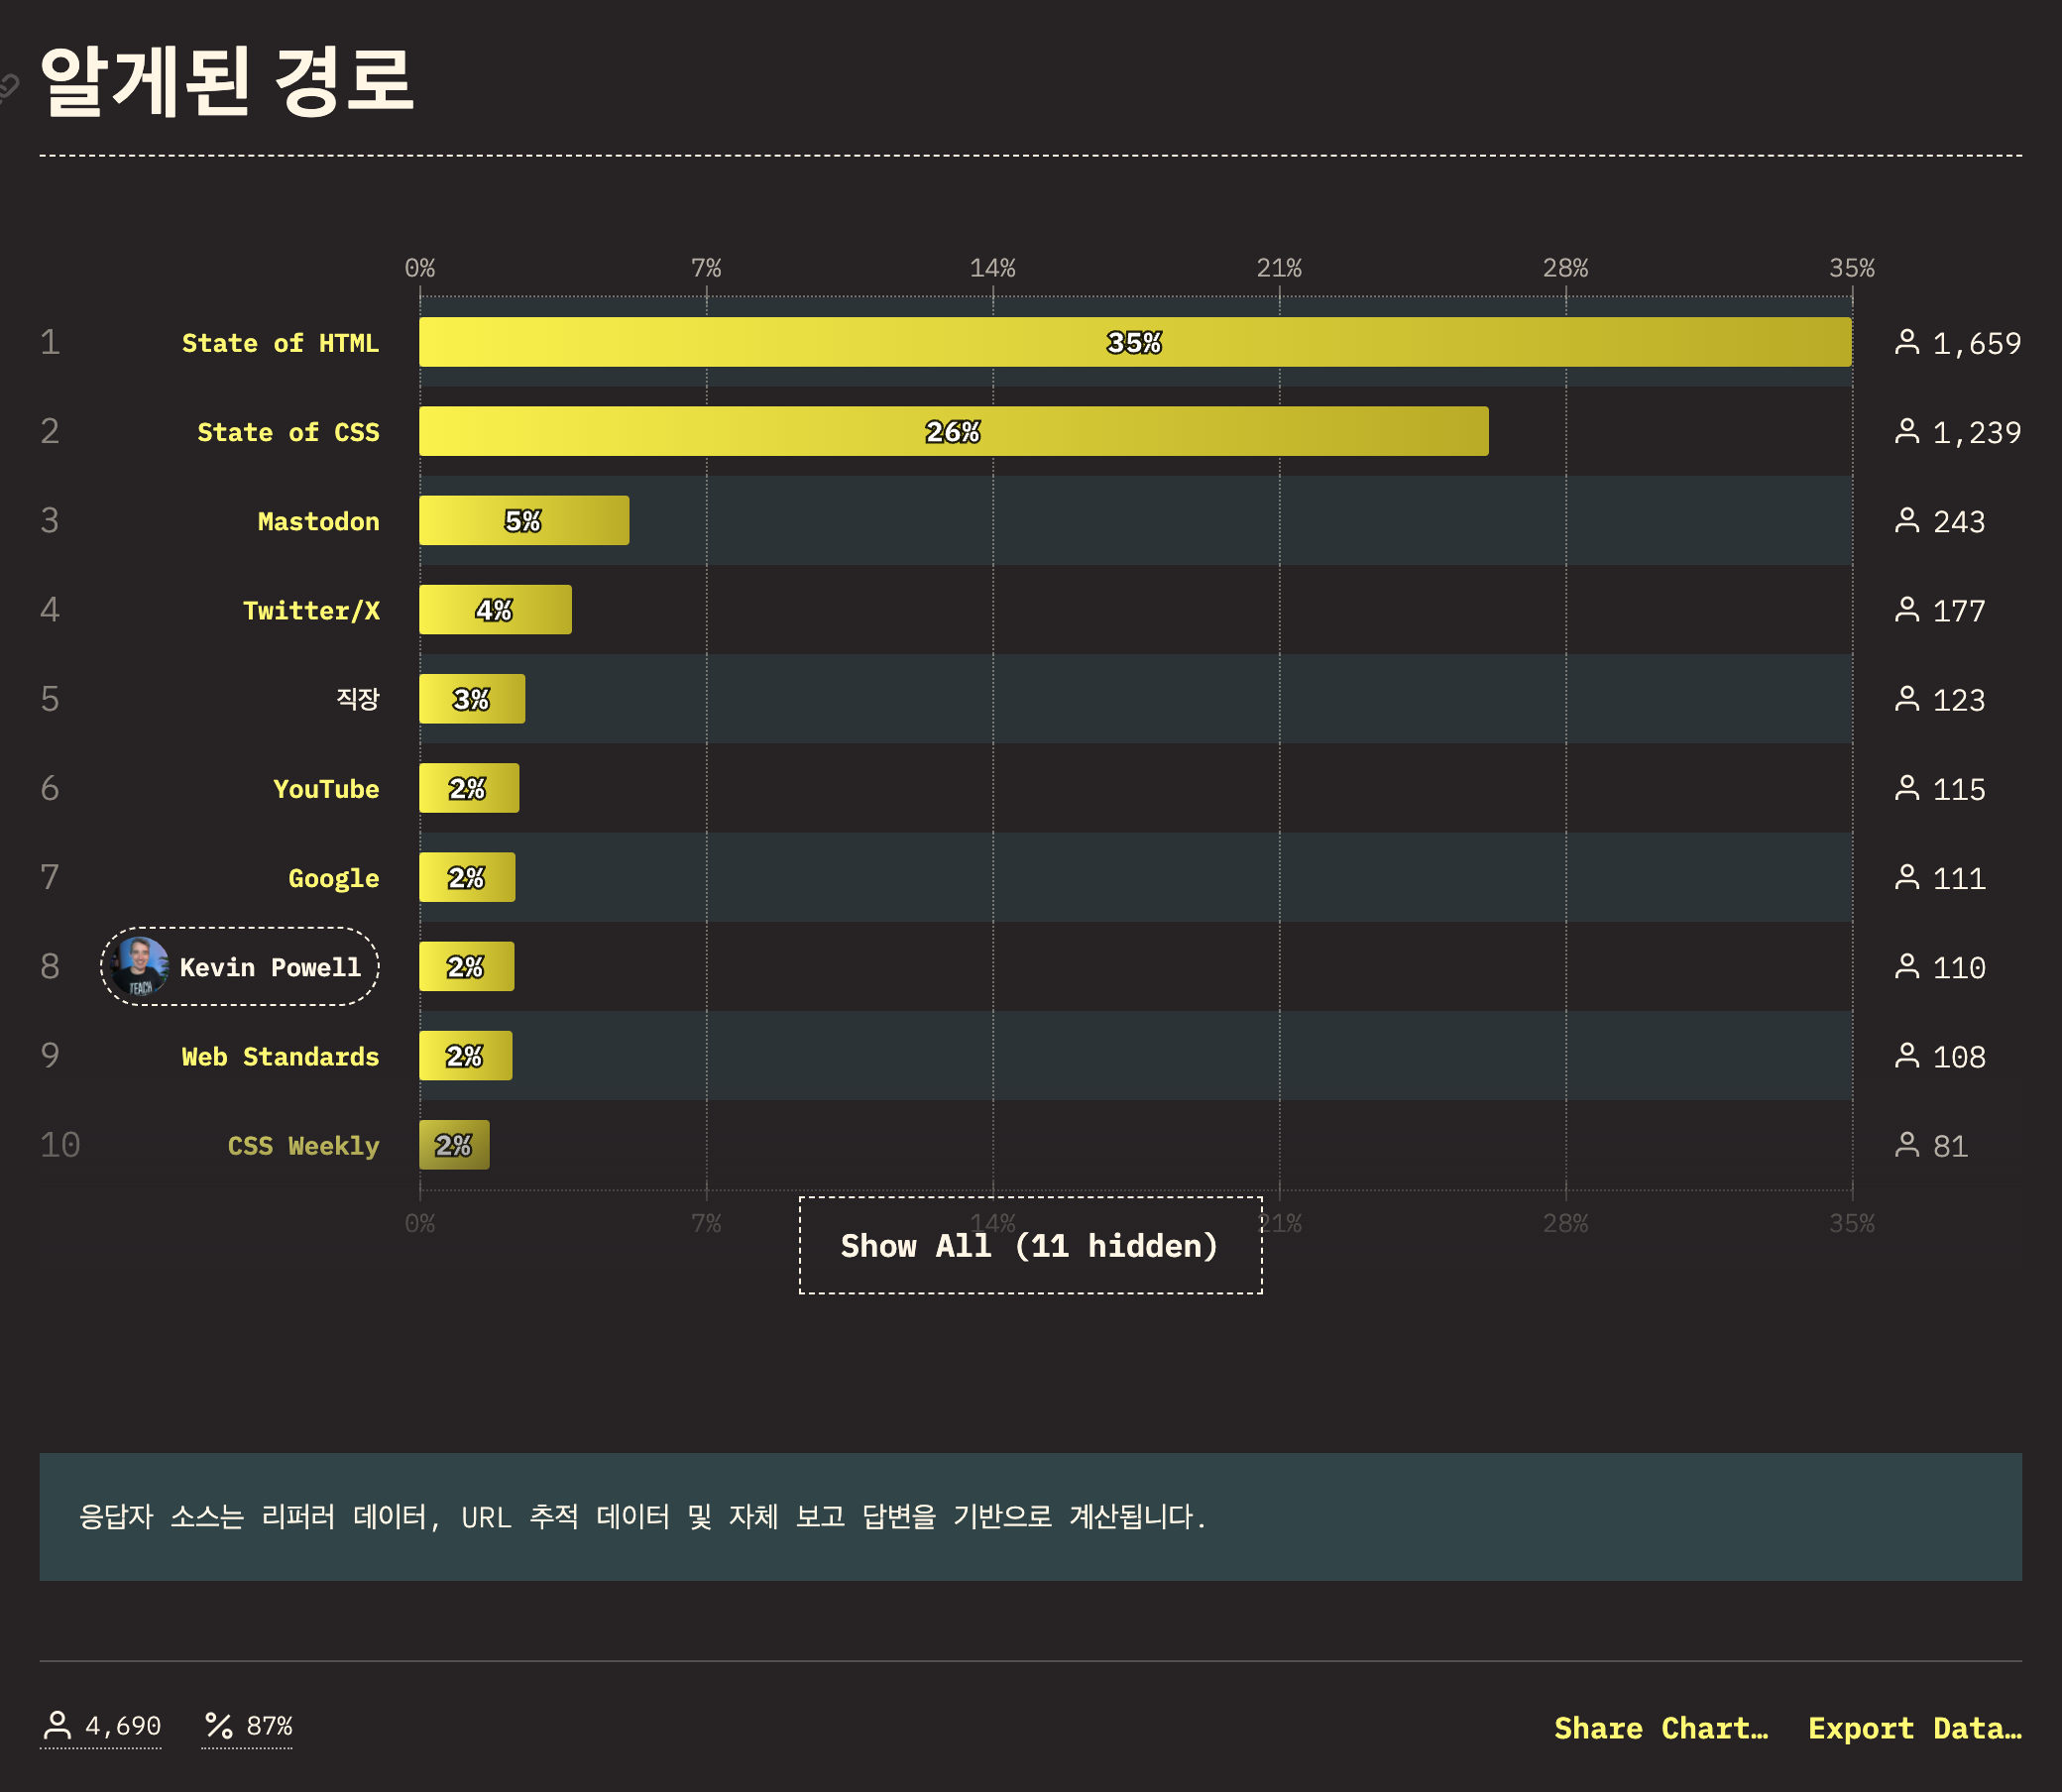 알게된 경로
0% 7% 14% 21% 28% 35%
1 State of HTML 35% 1,659
2 State of CSS 26% 1,239
3 Mastodon 5% 243
4 Twitter/X 4% 177
5 직장 3% 123
6 YouTube 2% 115
7 Google 2% 111
8 TEACH Kevin Powell 2% 110
9 Web Standards 2% 108
10 CSS Weekly 2% 81
0% 7% 14% 21% 28% 35%
Show All (11 hidden)
응답자 소스는 리퍼러 데이터, URL 추적 데이터 및 자체 보고 답변을 기반으로 계산됩니다.
4,690 % 87% Share Chart… Export Data…